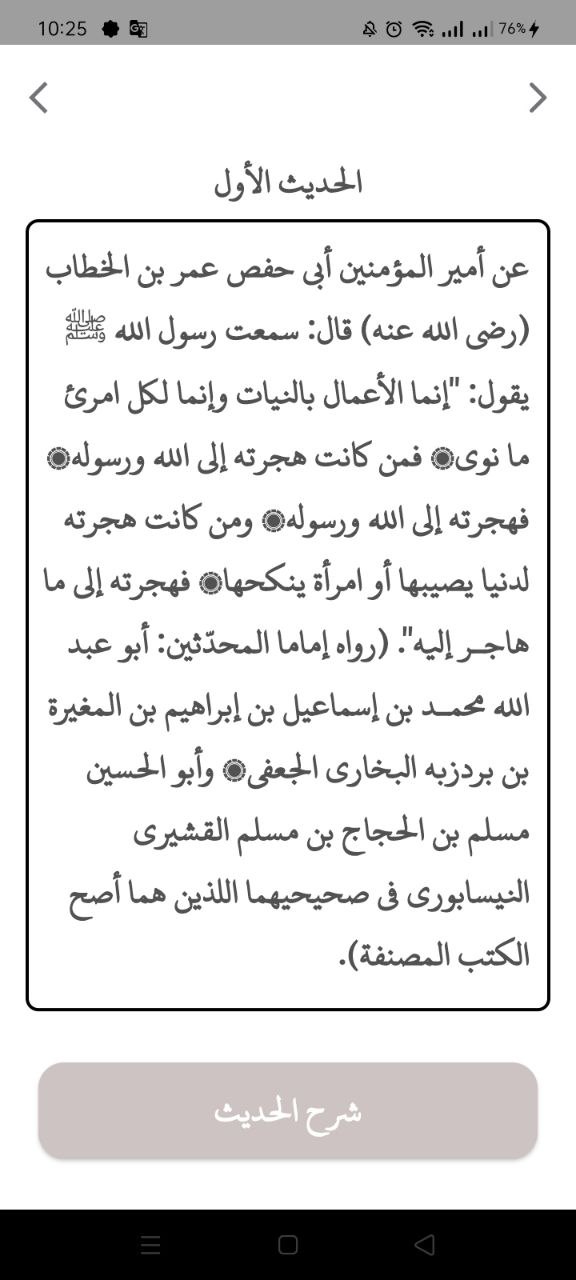 10:25
76%
الحديث الأول
عن أمير المؤمنين أبى حفص عمر بن الخطاب
(رضى الله عنه) قال: سمعت رسول الله ﷺ
يقول: "إنما الأعمال بالنيات وإنما لكل امرئ
ما نوى۞ فمن كانت هجرته إلى الله ورسوله۞
فهجرته إلى الله ورسوله۞ ومن كانت هجرته
لدنيا يصيبها أو امرأة ينكحها۞ فهجرته إلى ما
هاجـر إليه". (رواه إماما المحدّثين: أبو عبد
الله محمـد بن إسماعيل بن إبراهيم بن المغيرة
بن بردزبه البخارى الجعفى۞ وأبو الحسين
مسلم بن الحجاج بن مسلم القشيرى
النيسابورى فى صحيحيهما اللذين هما أصح
الكتب المصنفة).
شرح الحديث